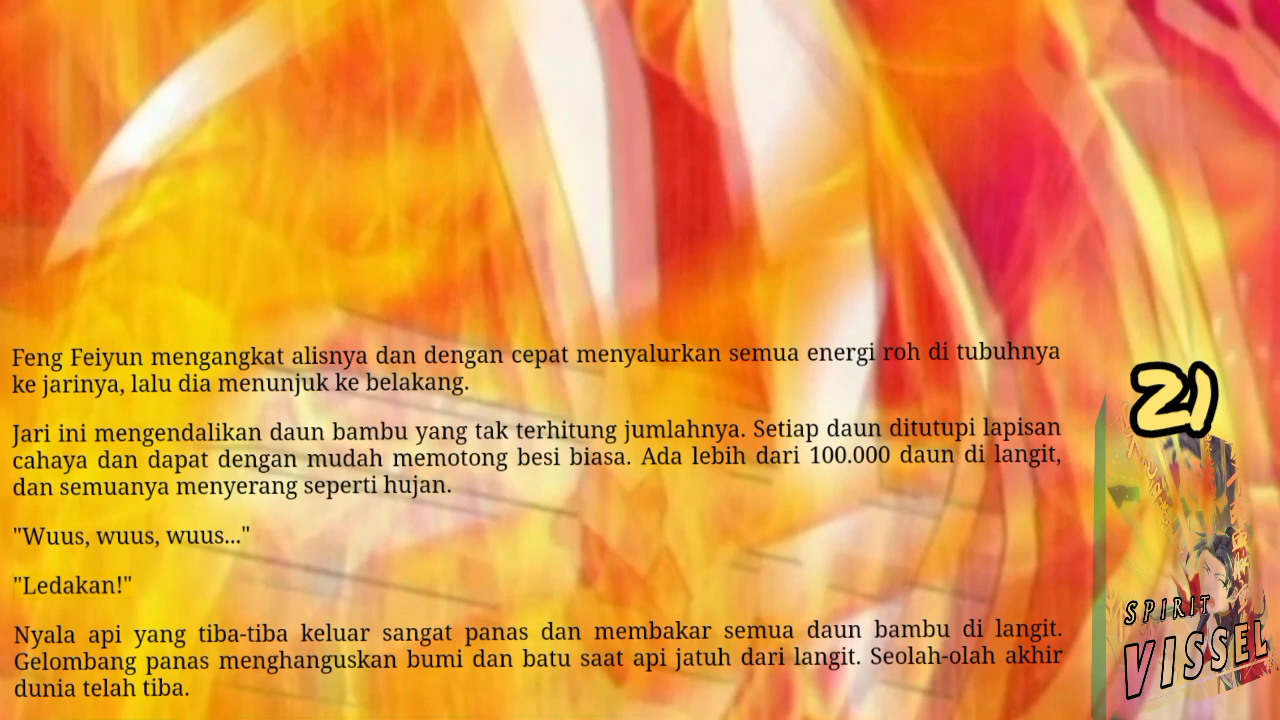 Feng Feiyun mengangkat alisnya dan dengan cepat menyalurkan semua energi roh di tubuhnya
ke jarinya, lalu dia menunjuk ke belakang.
Jari ini mengendalikan daun bambu yang tak terhitung jumlahnya. Setiap daun ditutupi lapisan
cahaya dan dapat dengan mudah memotong besi biasa. Ada lebih dari 100.000 daun di langit,
dan semuanya menyerang seperti hujan.
"Wuus, wuus, wuus..."
"Ledakan!"
Nyala api yang tiba-tiba keluar sangat panas dan membakar semua daun bambu di langit.
Gelombang panas menghanguskan bumi dan batu saat api jatuh dari langit. Seolah-olah akhir
dunia telah tiba.
21
SPIRIT
VISSEL